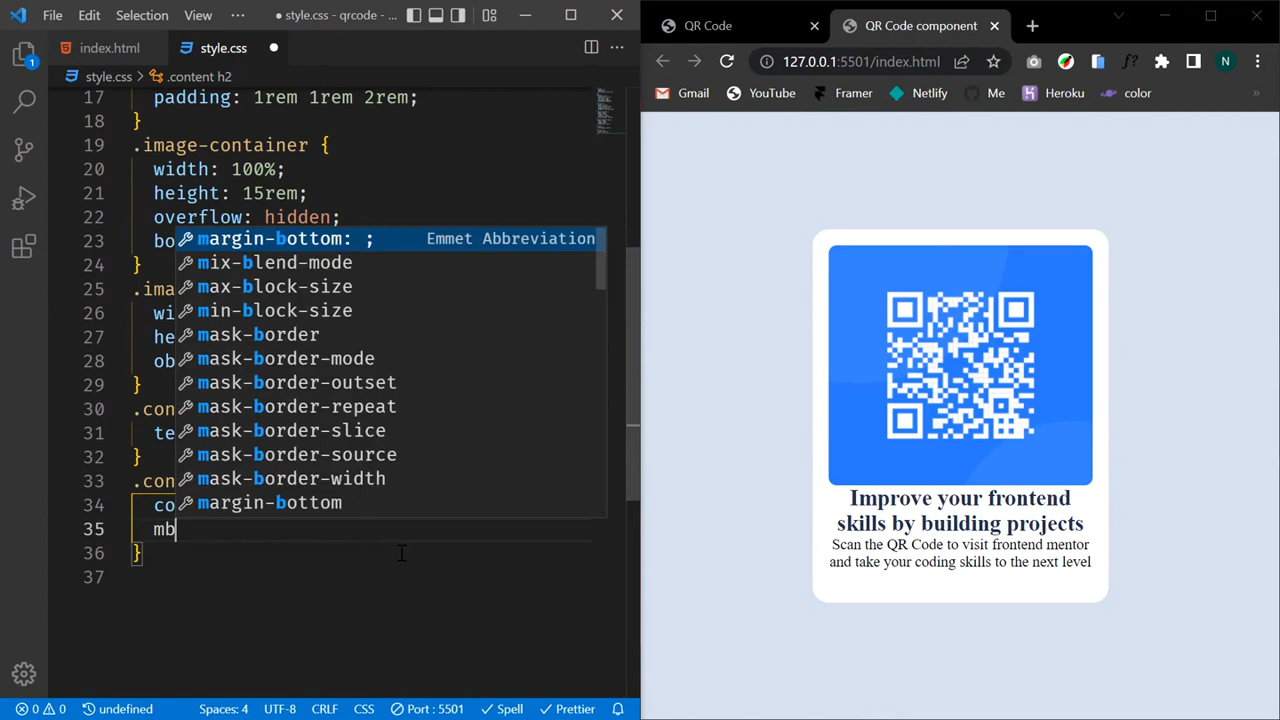 File Edit Selection View ··· ● style.css - qrcode - ...
index.html style.css ● ···
style.css > .content h2
17 padding: 1rem 1rem 2rem;
18 }
19 .image-container {
20 width: 100%;
21 height: 15rem;
22 overflow: hidden;
23 bo
24 }
25 .ima
26 wi
27 he
28 ob
29 }
30 .con
31 te
32 }
33 .con
34 co
35 mb
36 }
37
margin-bottom: ; Emmet Abbreviation
mix-blend-mode
max-block-size
min-block-size
mask-border
mask-border-mode
mask-border-outset
mask-border-repeat
mask-border-slice
mask-border-source
mask-border-width
margin-bottom
1
0 0 undefined Spaces: 4 UTF-8 CRLF CSS Port : 5501 Spell Prettier
QR Code QR Code component
127.0.0.1:5501/index.html f? N
Gmail YouTube Framer Netlify Me Heroku color »
Improve your frontend
skills by building projects
Scan the QR Code to visit frontend mentor
and take your coding skills to the next level